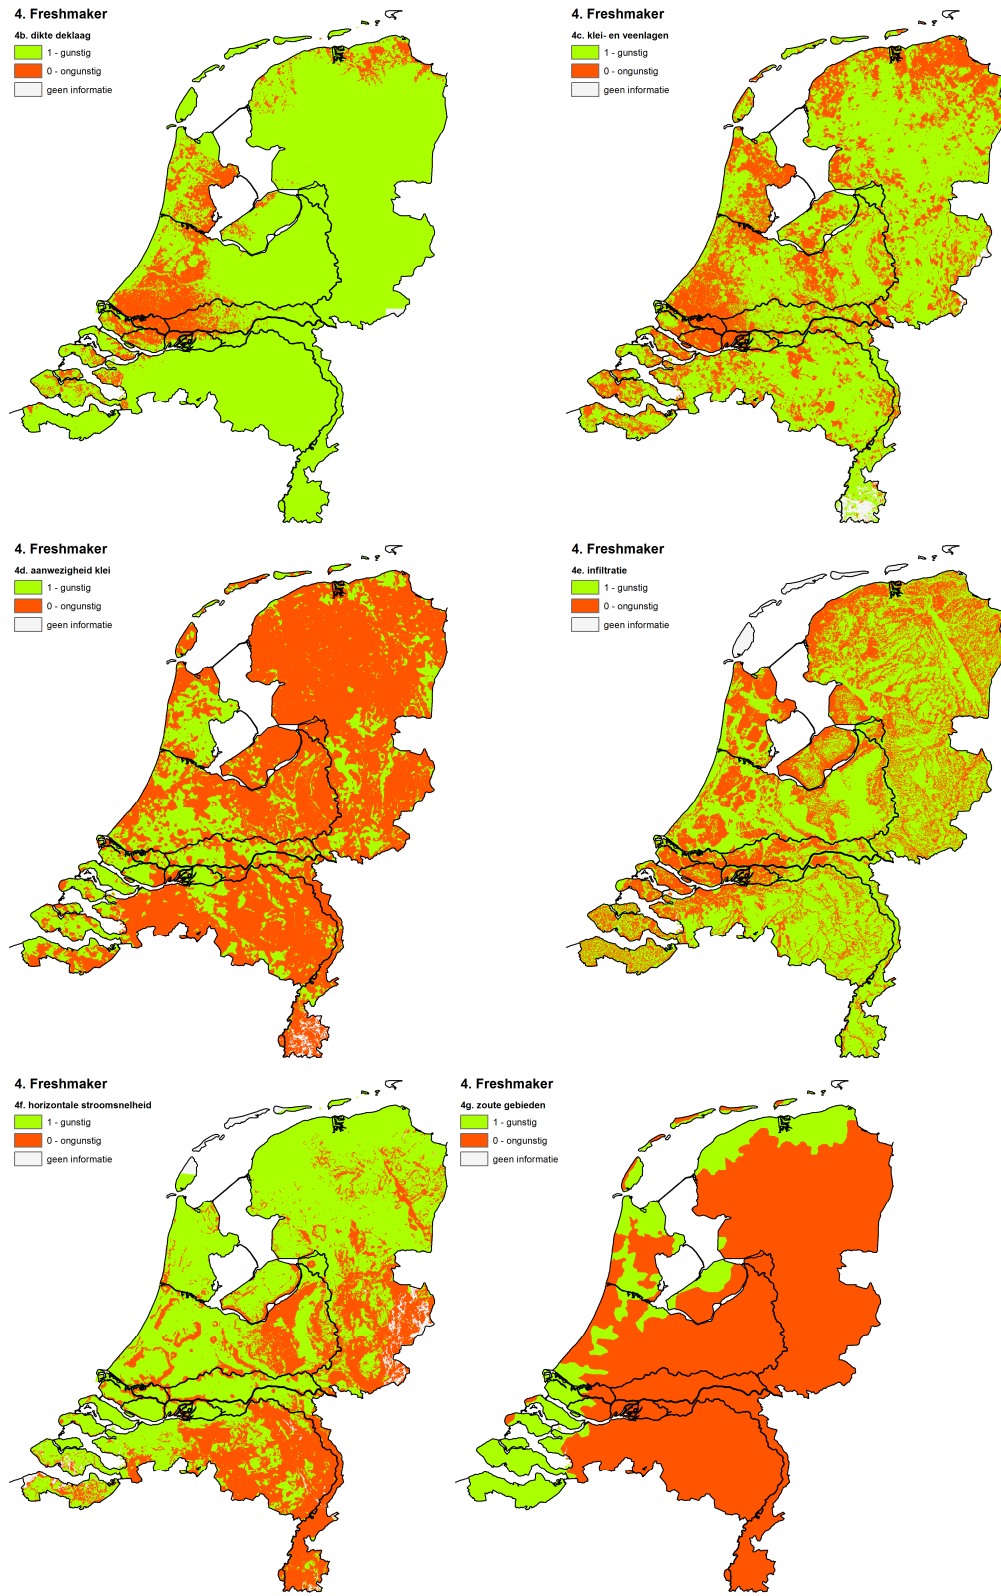 4. Freshmaker
4b. dikte deklaag
1 - gunstig
0 - ongunstig
geen informatie
4. Freshmaker
4c. klei- en veenlagen
1 - gunstig
0 - ongunstig
geen informatie
4. Freshmaker
4d. aanwezigheid klei
1 - gunstig
0 - ongunstig
geen informatie
4. Freshmaker
4e. infiltratie
1 - gunstig
0 - ongunstig
geen informatie
4. Freshmaker
4f. horizontale stroomsnelheid
1 - gunstig
0 - ongunstig
geen informatie
4. Freshmaker
4g. zoute gebieden
1 - gunstig
0 - ongunstig
geen informatie